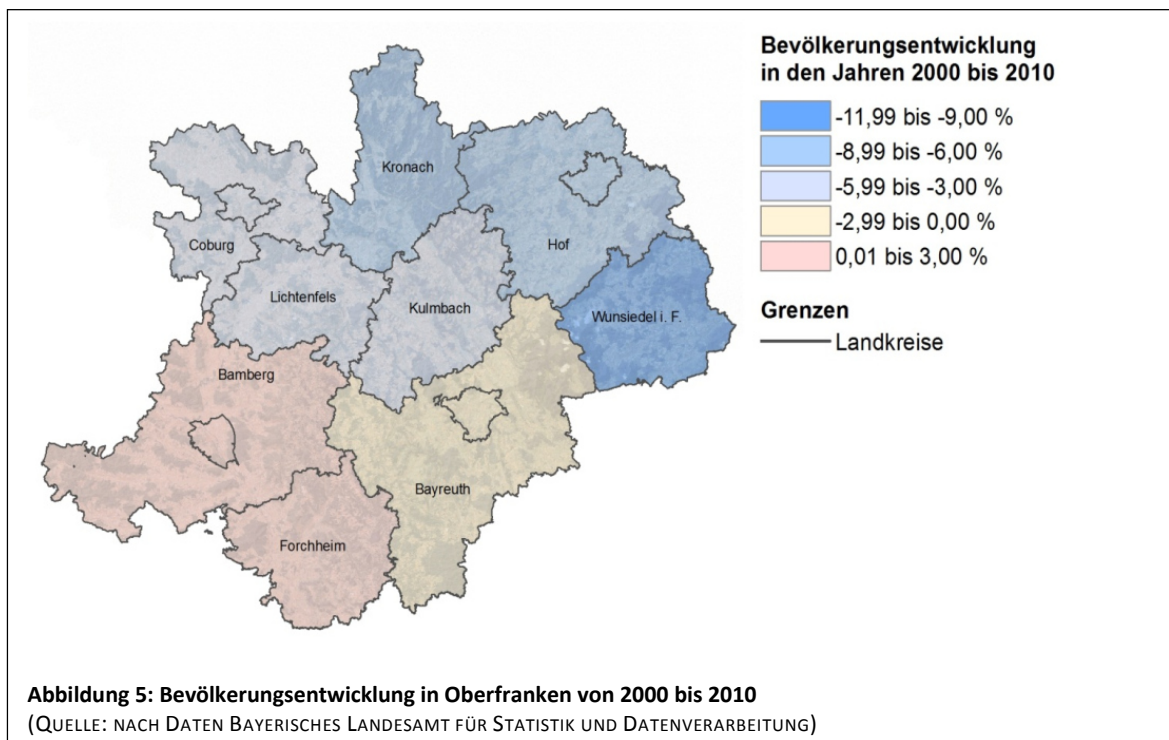 Bevölkerungsentwicklung
in den Jahren 2000 bis 2010
-11,99 bis -9,00 %
-8,99 bis -6,00 %
-5,99 bis -3,00 %
-2,99 bis 0,00 %
0,01 bis 3,00 %
Grenzen
Landkreise
Kronach
Hof
Coburg
Lichtenfels
Kulmbach
Wunsiedel i. F.
Bamberg
Bayreuth
Forchheim
Abbildung 5: Bevölkerungsentwicklung in Oberfranken von 2000 bis 2010
(QUELLE: NACH DATEN BAYERISCHES LANDESAMT FÜR STATISTIK UND DATENVERARBEITUNG)